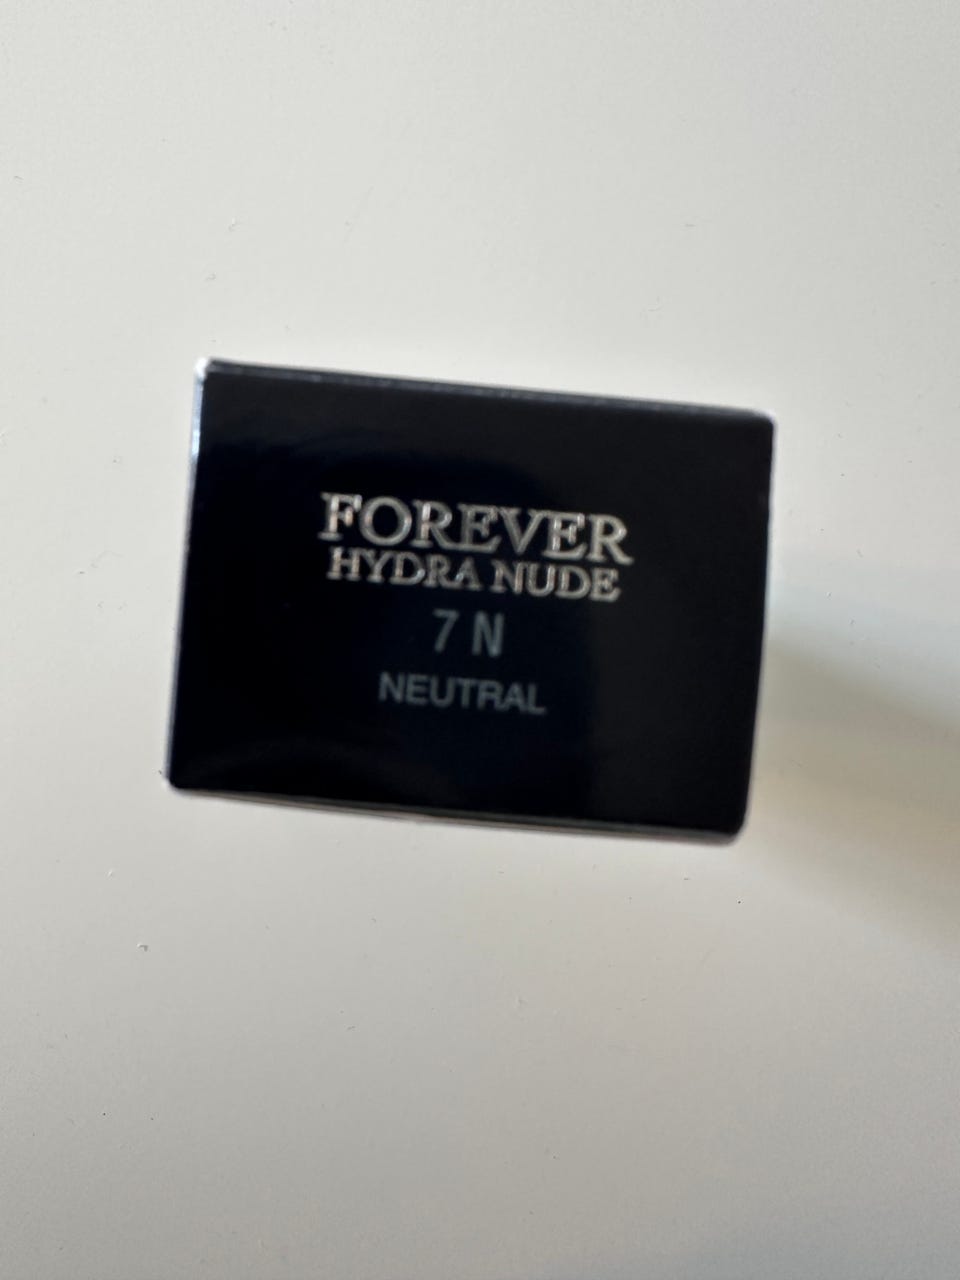 FOREVER
HYDRA NUDE
7 N
NEUTRAL